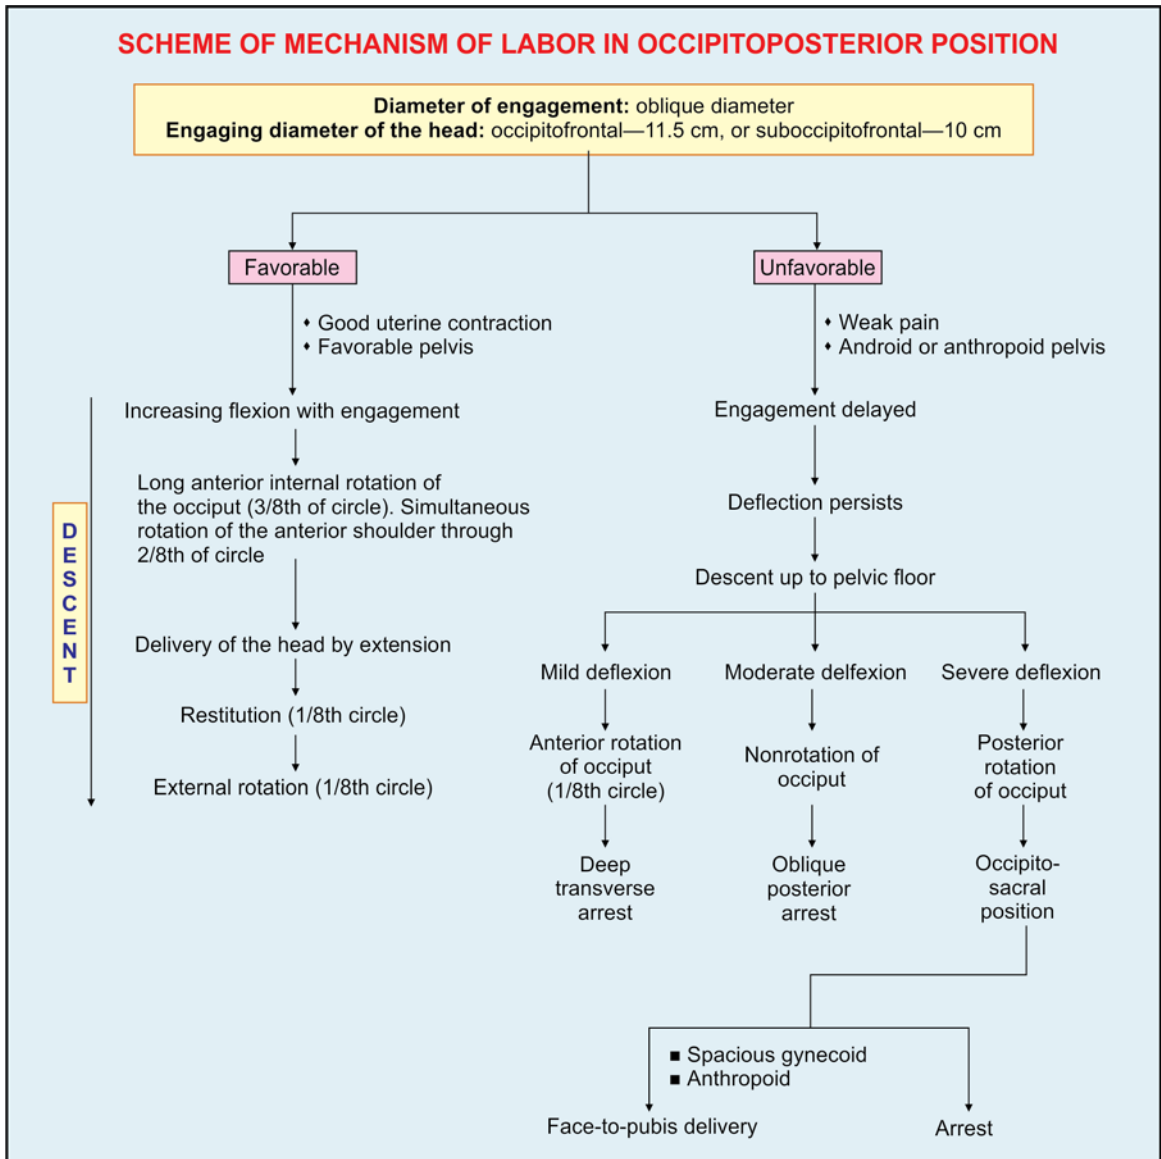 SCHEME OF MECHANISM OF LABOR IN OCCIPITOPOSTERIOR POSITION
Diameter of engagement: oblique diameter
Engaging diameter of the head: occipitofrontal—11.5 cm, or suboccipitofrontal—10 cm
Favorable
♦ Good uterine contraction
♦ Favorable pelvis
Increasing flexion with engagement
Long anterior internal rotation of
the occiput (3/8th of circle). Simultaneous
rotation of the anterior shoulder through
2/8th of circle
Delivery of the head by extension
Restitution (1/8th circle)
External rotation (1/8th circle)
D
E
S
C
E
N
T
Unfavorable
♦ Weak pain
♦ Android or anthropoid pelvis
Engagement delayed
Deflection persists
Descent up to pelvic floor
Mild deflexion
Anterior rotation
of occiput
(1/8th circle)
Deep
transverse
arrest
Moderate delfexion
Nonrotation of
occiput
Oblique
posterior
arrest
Severe deflexion
Posterior
rotation
of occiput
Occipito-
sacral
position
■ Spacious gynecoid
■ Anthropoid
Face-to-pubis delivery
Arrest